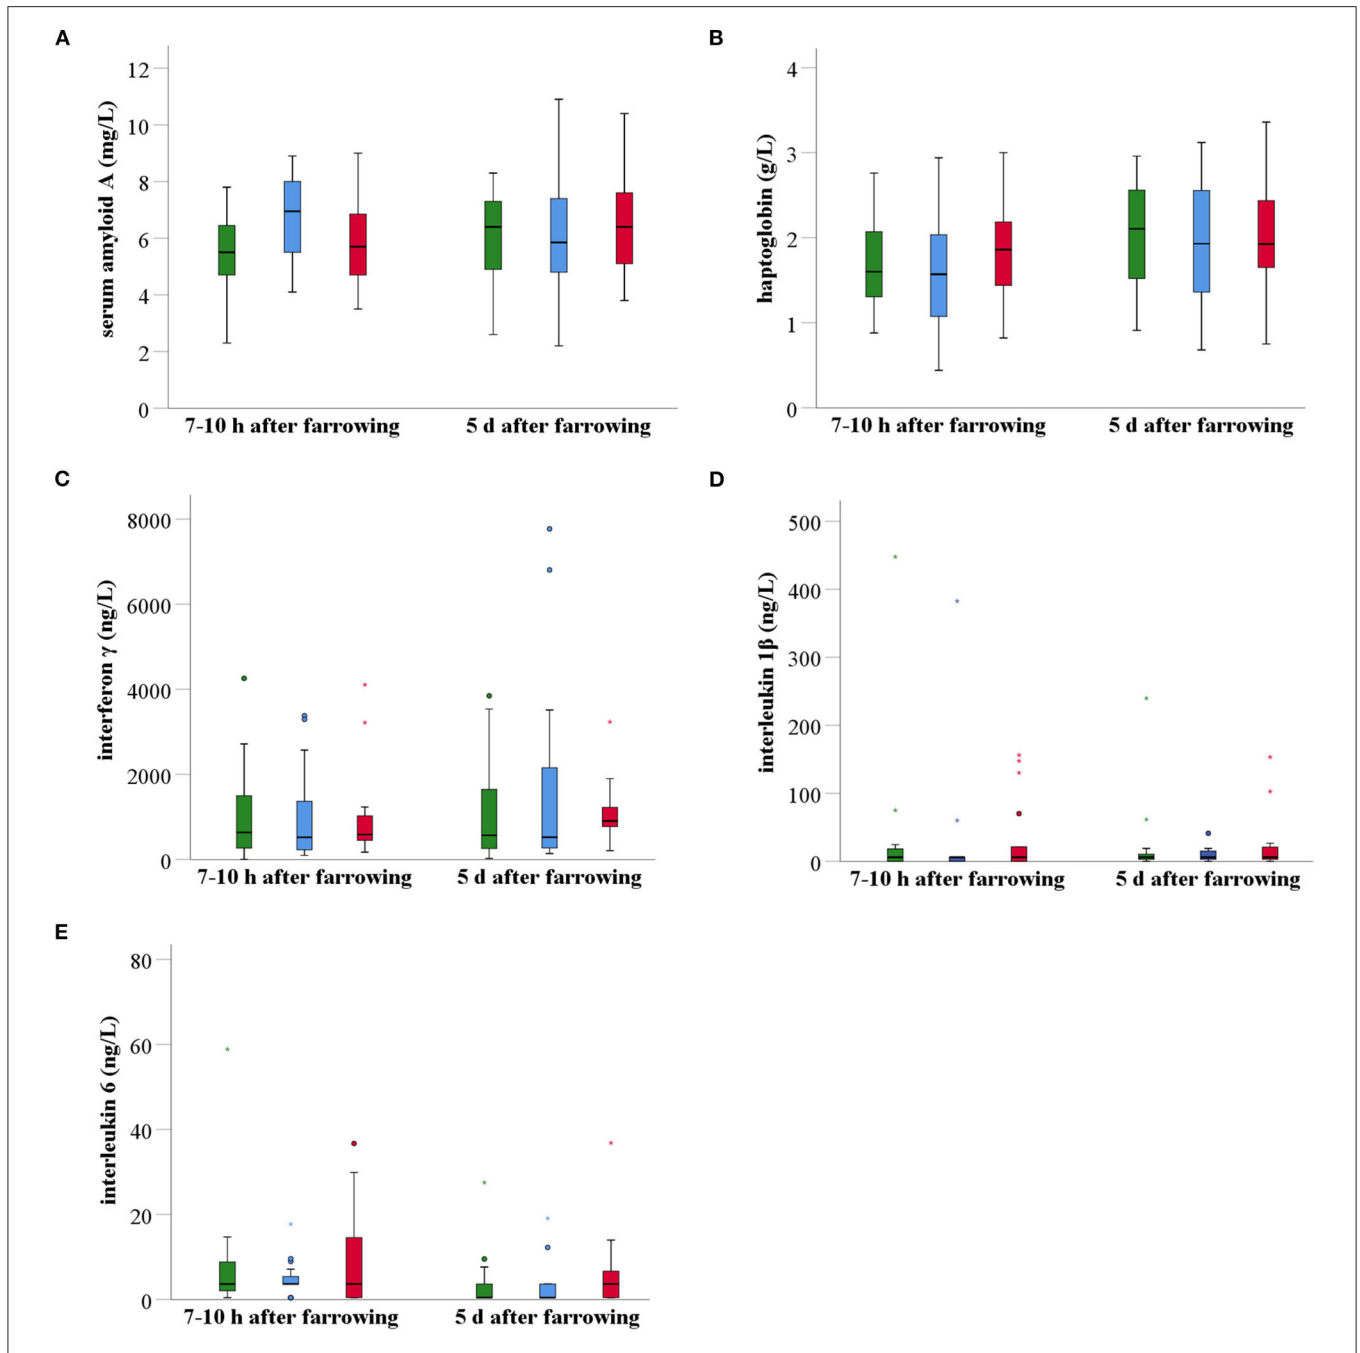 A
serum amyloid A (mg/L)
12
10
8
6
4
2
0
7-10 h after farrowing
5 d after farrowing
B
haptoglobin (g/L)
4
3
2
1
0
7-10 h after farrowing
5 d after farrowing
C
interferon γ (ng/L)
8000
6000
4000
2000
0
7-10 h after farrowing
5 d after farrowing
D
interleukin 1β (ng/L)
500
400
300
200
100
0
7-10 h after farrowing
5 d after farrowing
E
interleukin 6 (ng/L)
80
60
40
20
0
7-10 h after farrowing
5 d after farrowing